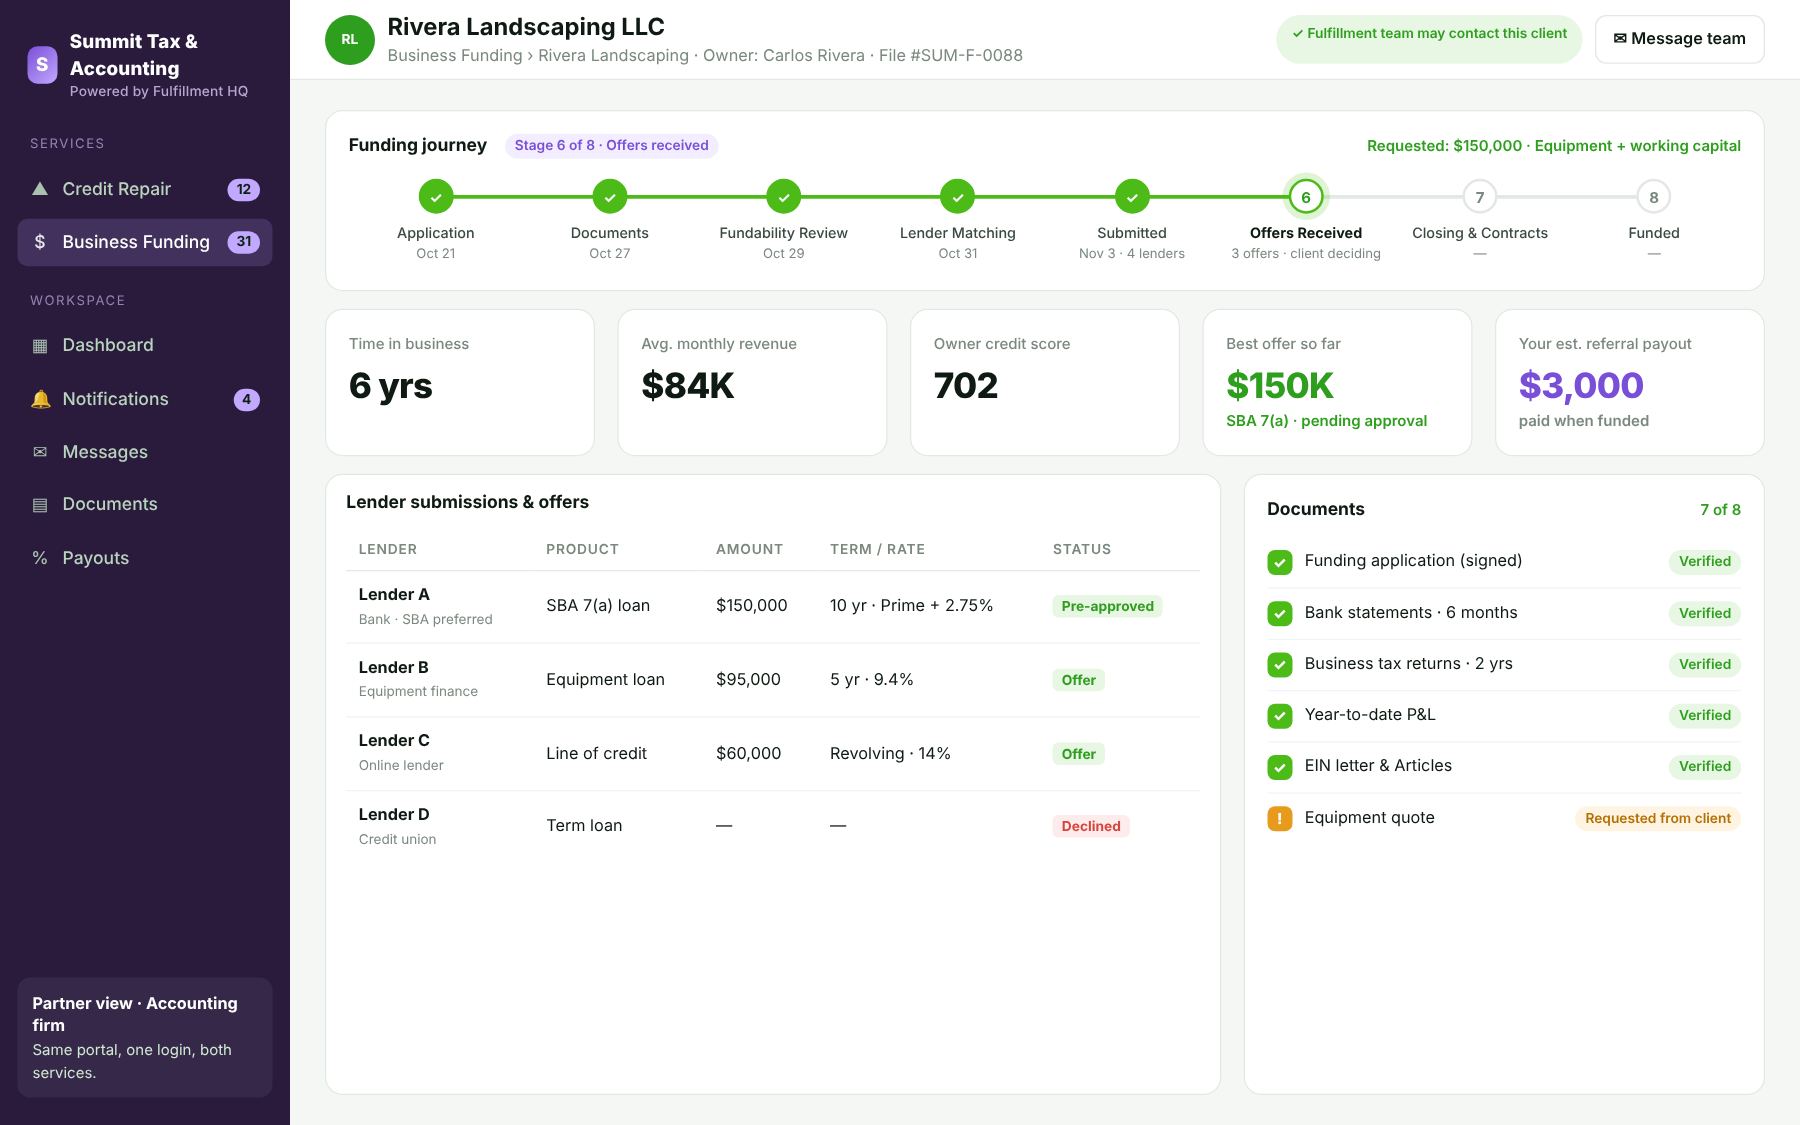 S
Summit Tax &
Accounting
Powered by Fulfillment HQ
SERVICES
▲ Credit Repair 12
$ Business Funding 31
WORKSPACE
Dashboard
Notifications 4
Messages
Documents
% Payouts
Partner view · Accounting
firm
Same portal, one login, both
services.
RL
Rivera Landscaping LLC
Business Funding › Rivera Landscaping · Owner: Carlos Rivera · File #SUM-F-0088
✓ Fulfillment team may contact this client
✉ Message team
Funding journey
Stage 6 of 8 · Offers received
Requested: $150,000 · Equipment + working capital
✓ ✓ ✓ ✓ ✓ 6 7 8
Application Documents Fundability Review Lender Matching Submitted Offers Received Closing & Contracts Funded
Oct 21 Oct 27 Oct 29 Oct 31 Nov 3 · 4 lenders 3 offers · client deciding — —
Time in business
6 yrs
Avg. monthly revenue
$84K
Owner credit score
702
Best offer so far
$150K
SBA 7(a) · pending approval
Your est. referral payout
$3,000
paid when funded
Lender submissions & offers
LENDER PRODUCT AMOUNT TERM / RATE STATUS
Lender A
Bank · SBA preferred
SBA 7(a) loan $150,000 10 yr · Prime + 2.75% Pre-approved
Lender B
Equipment finance
Equipment loan $95,000 5 yr · 9.4% Offer
Lender C
Online lender
Line of credit $60,000 Revolving · 14% Offer
Lender D
Credit union
Term loan — — Declined
Documents 7 of 8
✓ Funding application (signed) Verified
✓ Bank statements · 6 months Verified
✓ Business tax returns · 2 yrs Verified
✓ Year-to-date P&L Verified
✓ EIN letter & Articles Verified
! Equipment quote Requested from client